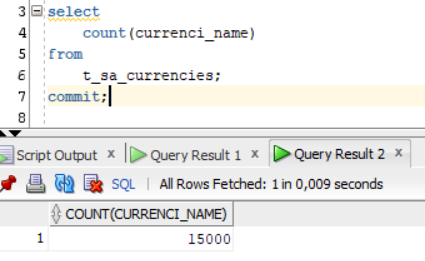 3 select
4 count(currenci_name)
5 from
6 t_sa_currencies;
7 commit;
8
Script Output x Query Result 1 x Query Result 2 x
SQL | All Rows Fetched: 1 in 0,009 seconds
COUNT(CURRENCI_NAME)
1 15000